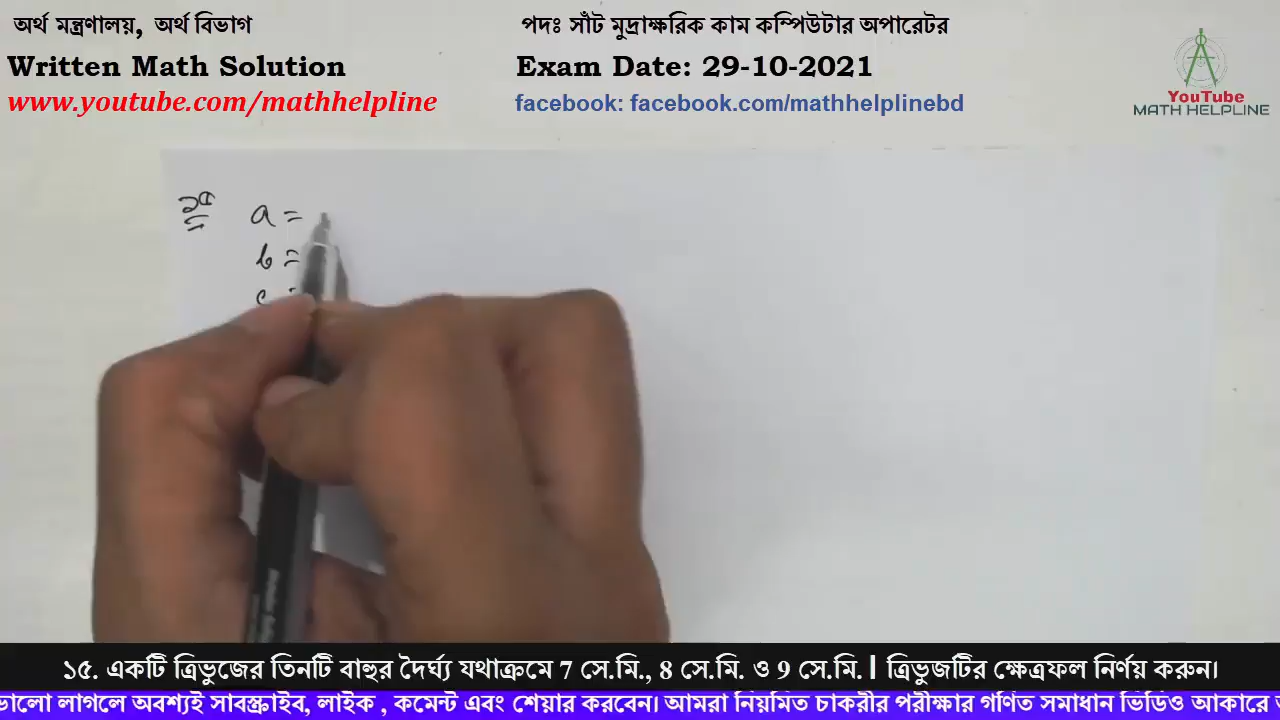 অর্থ মন্ত্রণালয়, অর্থ বিভাগ
পদঃ সাঁট মুদ্রাক্ষরিক কাম কম্পিউটার অপারেটর
Written Math Solution
Exam Date: 29-10-2021
www.youtube.com/mathhelpline
facebook: facebook.com/mathhelplinebd
YouTube
MATH HELPLINE
a =
b =
c
১৫. একটি ত্রিভুজের তিনটি বাহুর দৈর্ঘ্য যথাক্রমে 7 সে.মি., 8 সে.মি. ও 9 সে.মি.। ত্রিভুজটির ক্ষেত্রফল নির্ণয় করুন।
ভালো লাগলে অবশ্যই সাবস্ক্রাইব, লাইক , কমেন্ট এবং শেয়ার করবেন। আমরা নিয়মিত চাকরীর পরীক্ষার গণিত সমাধান ভিডিও আকারে